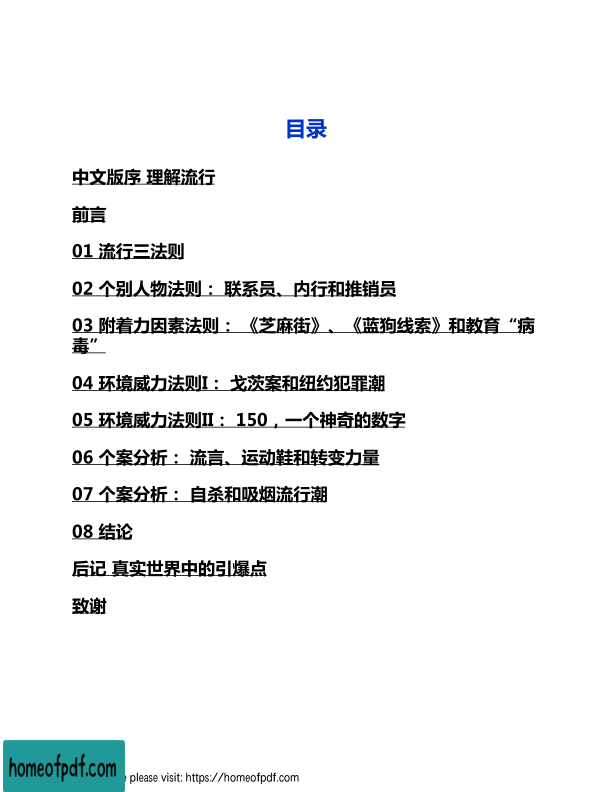 目录
中文版序 理解流行
前言
01 流行三法则
02 个别人物法则： 联系员、内行和推销员
03 附着力因素法则： 《芝麻街》、《蓝狗线索》和教育“病
毒”
04 环境威力法则I： 戈茨案和纽约犯罪潮
05 环境威力法则II： 150，一个神奇的数字
06 个案分析： 流言、运动鞋和转变力量
07 个案分析： 自杀和吸烟流行潮
08 结论
后记 真实世界中的引爆点
致谢
homeofpdf.com
please visit: https://homeofpdf.com